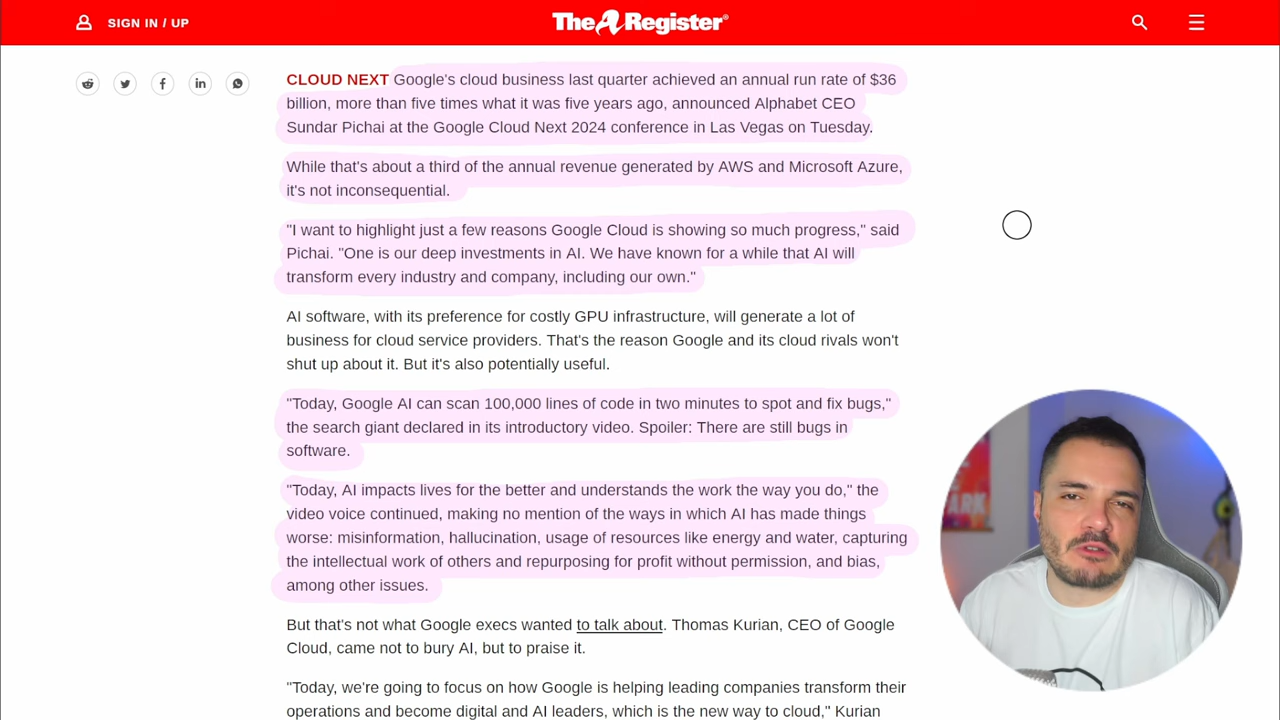 SIGN IN / UP
The Register
CLOUD NEXT Google's cloud business last quarter achieved an annual run rate of $36
billion, more than five times what it was five years ago, announced Alphabet CEO
Sundar Pichai at the Google Cloud Next 2024 conference in Las Vegas on Tuesday.
While that's about a third of the annual revenue generated by AWS and Microsoft Azure,
it's not inconsequential.
"I want to highlight just a few reasons Google Cloud is showing so much progress," said
Pichai. "One is our deep investments in AI. We have known for a while that AI will
transform every industry and company, including our own."
AI software, with its preference for costly GPU infrastructure, will generate a lot of
business for cloud service providers. That's the reason Google and its cloud rivals won't
shut up about it. But it's also potentially useful.
"Today, Google AI can scan 100,000 lines of code in two minutes to spot and fix bugs,"
the search giant declared in its introductory video. Spoiler: There are still bugs in
software.
"Today, AI impacts lives for the better and understands the work the way you do," the
video voice continued, making no mention of the ways in which AI has made things
worse: misinformation, hallucination, usage of resources like energy and water, capturing
the intellectual work of others and repurposing for profit without permission, and bias,
among other issues.
But that's not what Google execs wanted to talk about. Thomas Kurian, CEO of Google
Cloud, came not to bury AI, but to praise it.
"Today, we're going to focus on how Google is helping leading companies transform their
operations and become digital and AI leaders, which is the new way to cloud," Kurian